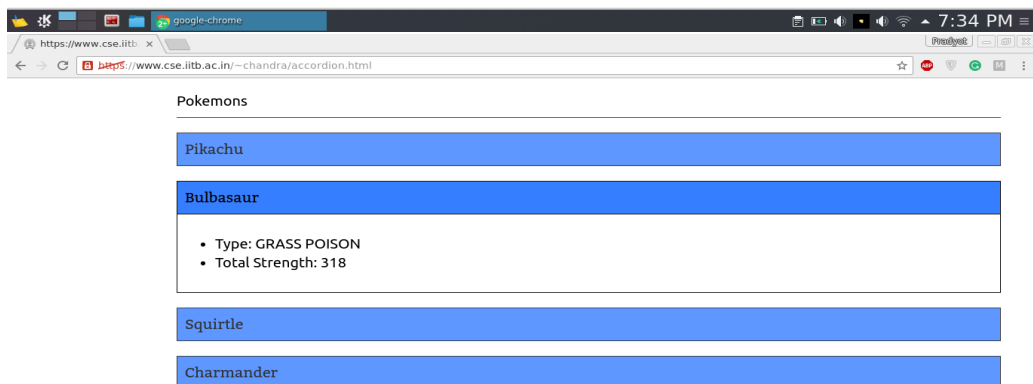 google-chrome
7:34 PM
https://www.cse.iitb
Pradyot
https://www.cse.iitb.ac.in/~chandra/accordion.html
ABP
G
M
Pokemons
Pikachu
Bulbasaur
• Type: GRASS POISON
• Total Strength: 318
Squirtle
Charmander